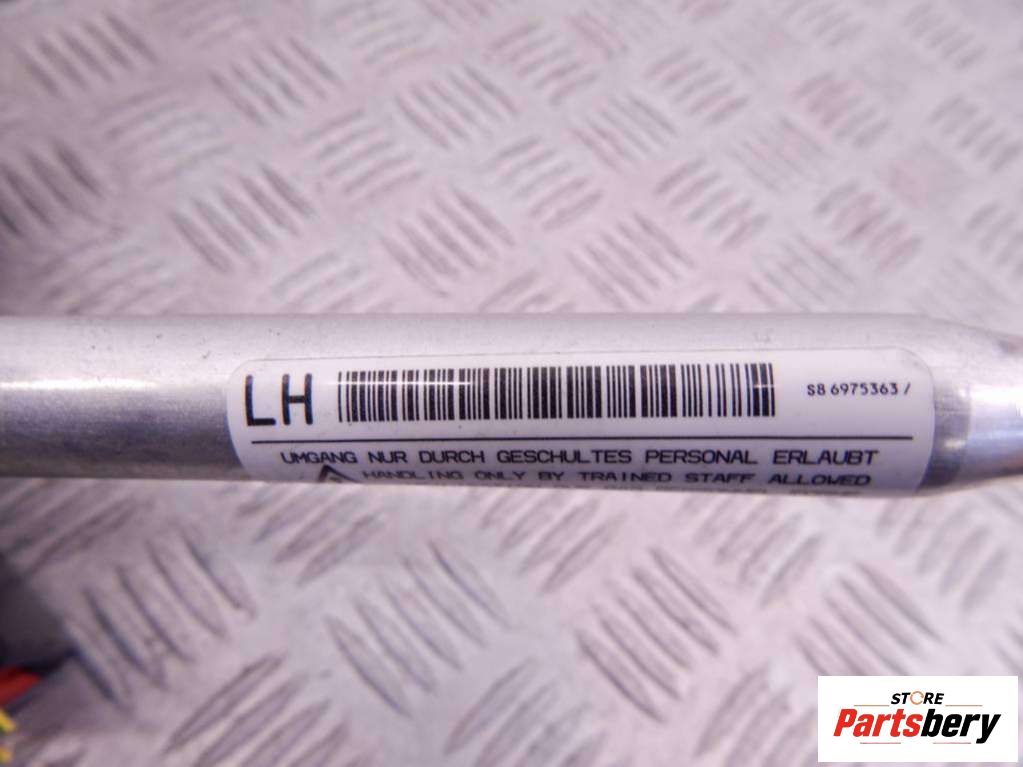 LH
S8 6975363 /
UMGANG NUR DURCH GESCHULTES PERSONAL ERLAUBT
HANDLING ONLY BY TRAINED STAFF ALLOWED
STORE
Partsbery